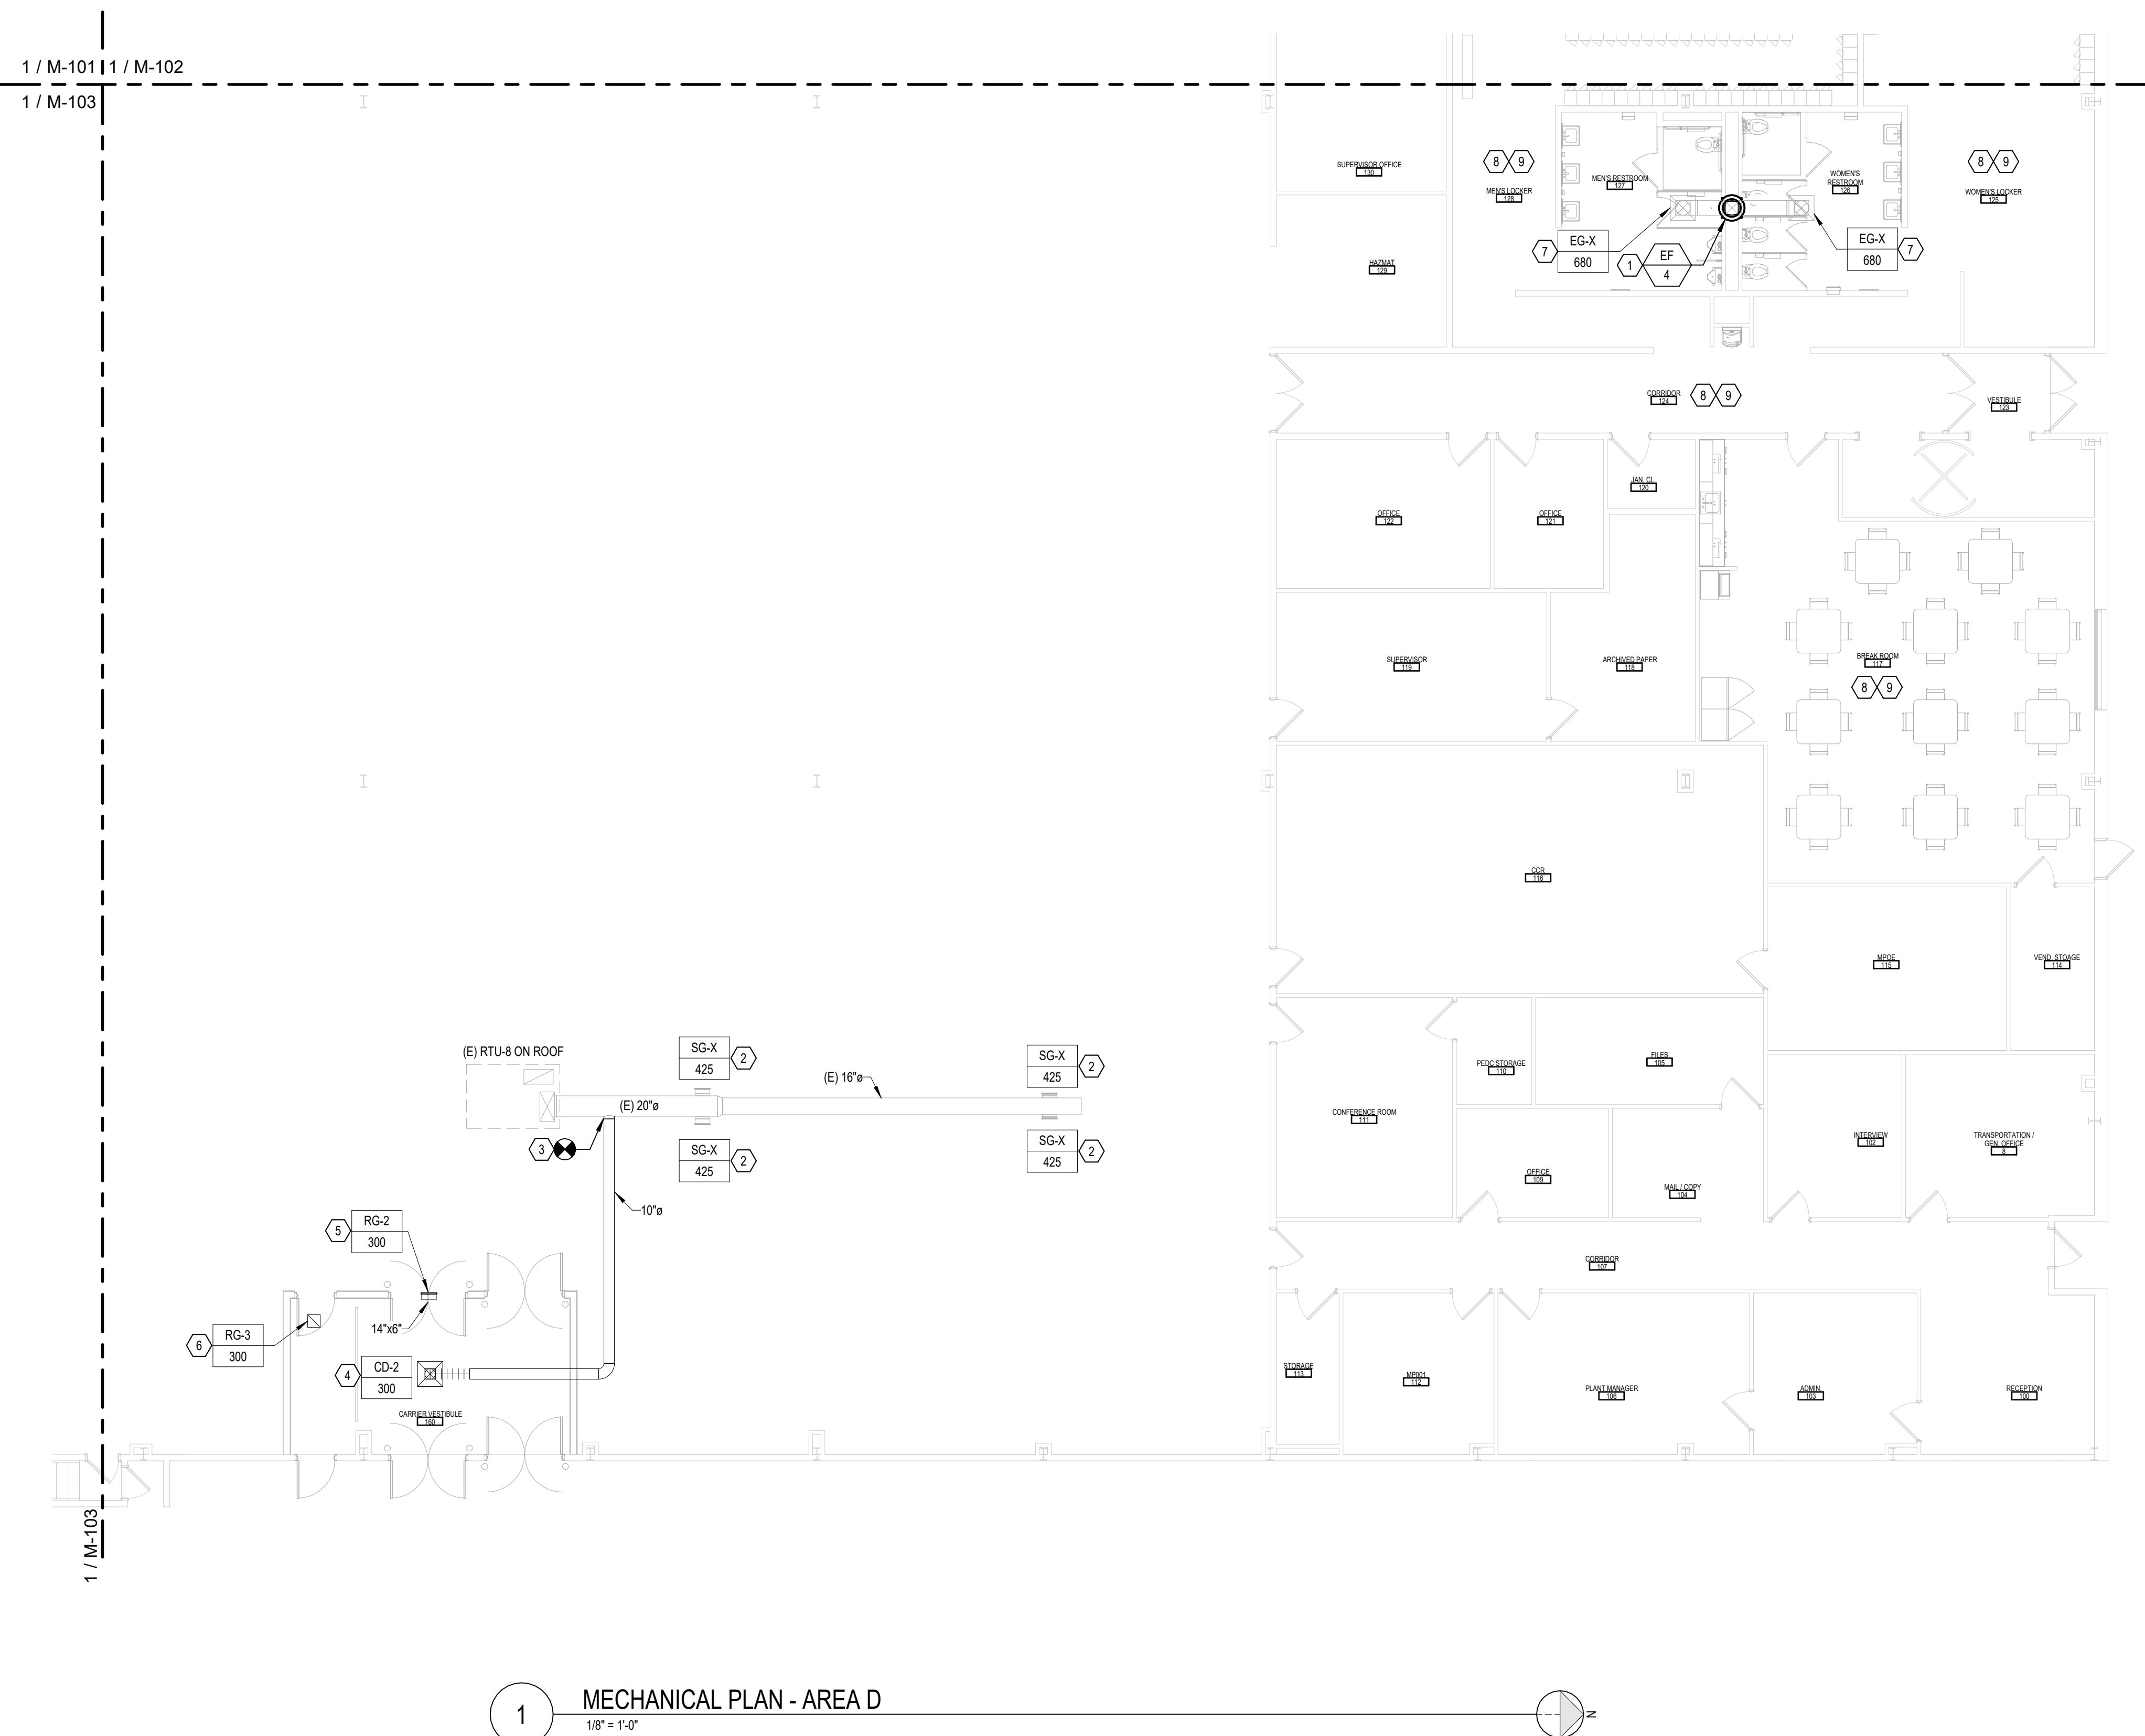 1 / M-101
1 / M-102
1 / M-103
SUPERVISOR OFFICE
130
8
9
MEN'S LOCKER
128
MEN'S RESTROOM
127
WOMEN'S
RESTROOM
126
8
9
WOMEN'S LOCKER
125
HAZMAT
129
7
EG-X
680
1
EF
4
EG-X
680
7
CORRIDOR
124
8
9
VESTIBULE
123
JAN. CL.
120
OFFICE
122
OFFICE
121
SUPERVISOR
119
ARCHIVED PAPER
118
BREAK ROOM
117
8
9
CCR
116
MPOE
115
VEND. STOAGE
114
(E) RTU-8 ON ROOF
SG-X
425
2
SG-X
425
2
(E) 16"ø
(E) 20"ø
3
SG-X
425
2
SG-X
425
2
PEDC STORAGE
110
FILES
105
CONFERENCE ROOM
111
INTERVIEW
102
TRANSPORTATION /
GEN. OFFICE
8
OFFICE
109
MAIL / COPY
104
10"ø
5
RG-2
300
CORRIDOR
107
14"x6"
6
RG-3
300
4
CD-2
300
CARRIER VESTIBULE
160
STORAGE
113
MP001
112
PLANT MANAGER
106
ADMIN
103
RECEPTION
100
1 / M-103
1
MECHANICAL PLAN - AREA D
1/8" = 1'-0"
N